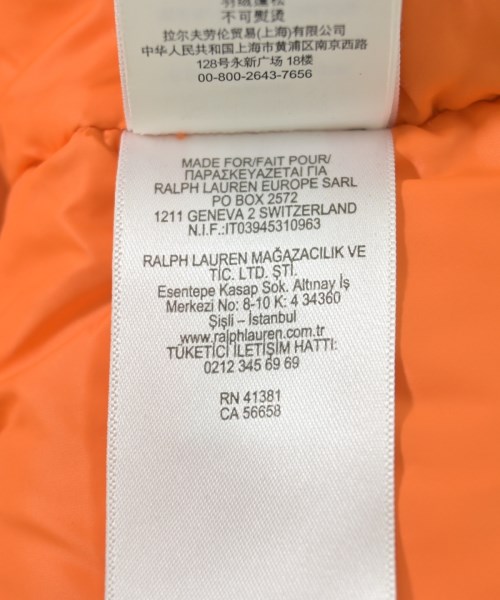 不可熨烫
拉尔夫劳伦贸易(上海)有限公司
中华人民共和国上海市黄浦区南京西路
128号永新广场 18楼
00-800-2643-7656
MADE FOR/FAIT POUR/
ΠΑΡΑΣΚΕΥΑΖΕΤΑΙ ΓΙΑ
RALPH LAUREN EUROPE SARL
PO BOX 2572
1211 GENEVA 2 SWITZERLAND
N.I.F.:IT03945310963
RALPH LAUREN MAĞAZACILIK VE
TİC. LTD. ŞTİ.
Esentepe Kasap Sok. Altınay İş
Merkezi No: 8-10 K: 4 34360
Şişli – İstanbul
www.ralphlauren.com.tr
TÜKETİCİ İLETİŞİM HATTI:
0212 345 69 69
RN 41381
CA 56658